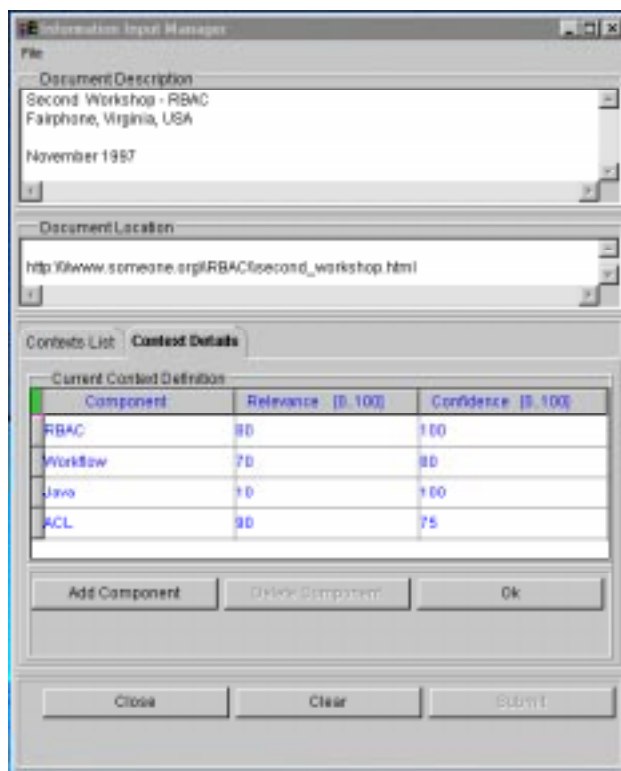 Information Input Manager
File
Document Description
Second Workshop - RBAC
Fairphone, Virginia, USA
November 1997
Document Location
http:\\www.someone.org\RBAC\second_workshop.html
Contexts List Context Details
Current Context Definition
Component Relevance [0..100] Confidence [0..100]
RBAC 80 100
Workflow 70 80
Java 10 100
ACL 90 75
Add Component Delete Component Ok
Close Clear Submit